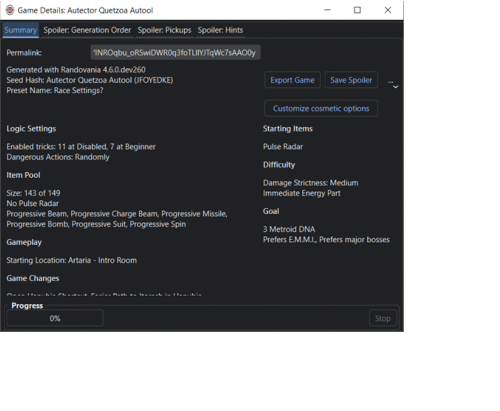 Game Details: Autector Quetzoa Autool
Summary Spoiler: Generation Order Spoiler: Pickups Spoiler: Hints
Permalink:
Generated with Randovania 4.6.0.dev260
Seed Hash: Autector Quetzoa Autool (JFOYEDKE)
Preset Name: Race Settings?
Export Game Save Spoiler ...
Customize cosmetic options
Logic Settings
Enabled tricks: 11 at Disabled, 7 at Beginner
Dangerous Actions: Randomly
Item Pool
Size: 143 of 149
No Pulse Radar
Progressive Beam, Progressive Charge Beam, Progressive Missile,
Progressive Bomb, Progressive Suit, Progressive Spin
Gameplay
Starting Location: Artaria - Intro Room
Game Changes
Starting Items
Pulse Radar
Difficulty
Damage Strictness: Medium
Immediate Energy Part
Goal
3 Metroid DNA
Prefers E.M.M.I., Prefers major bosses
Progress
0%
Stop